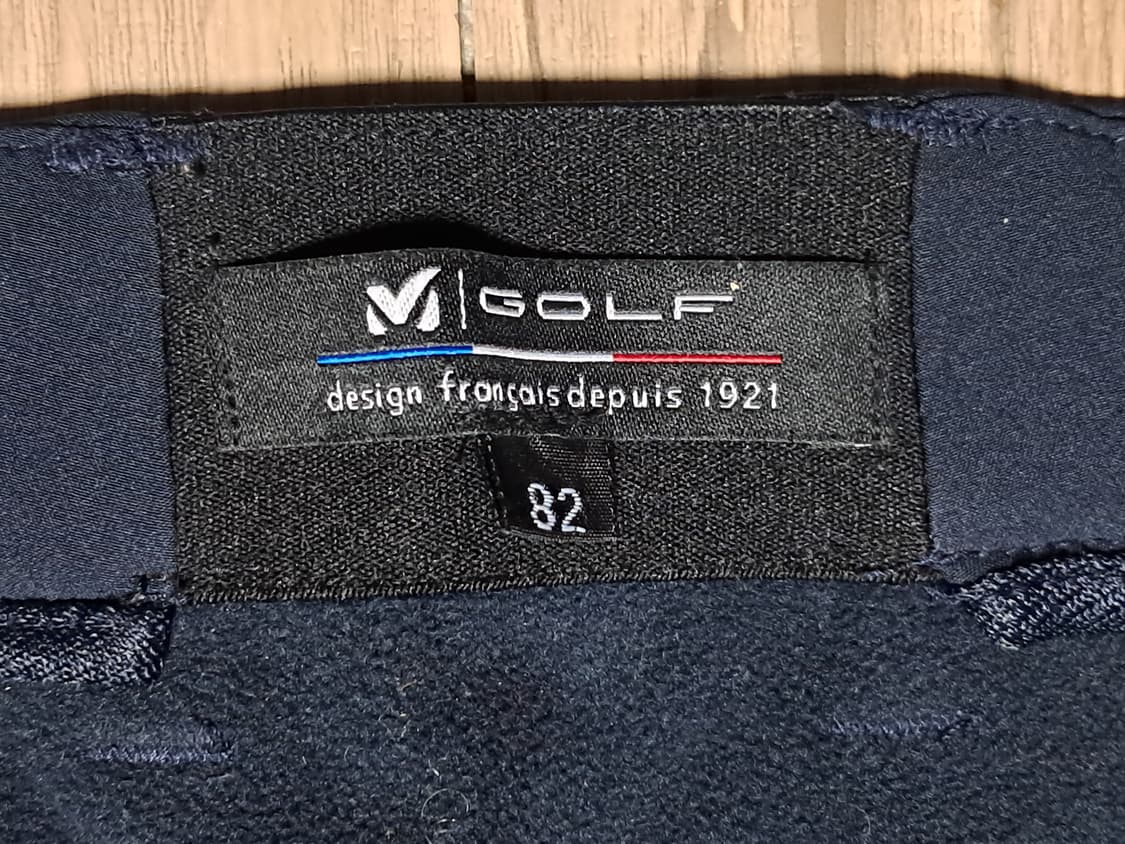 M | GOLF
design français depuis 1921
82